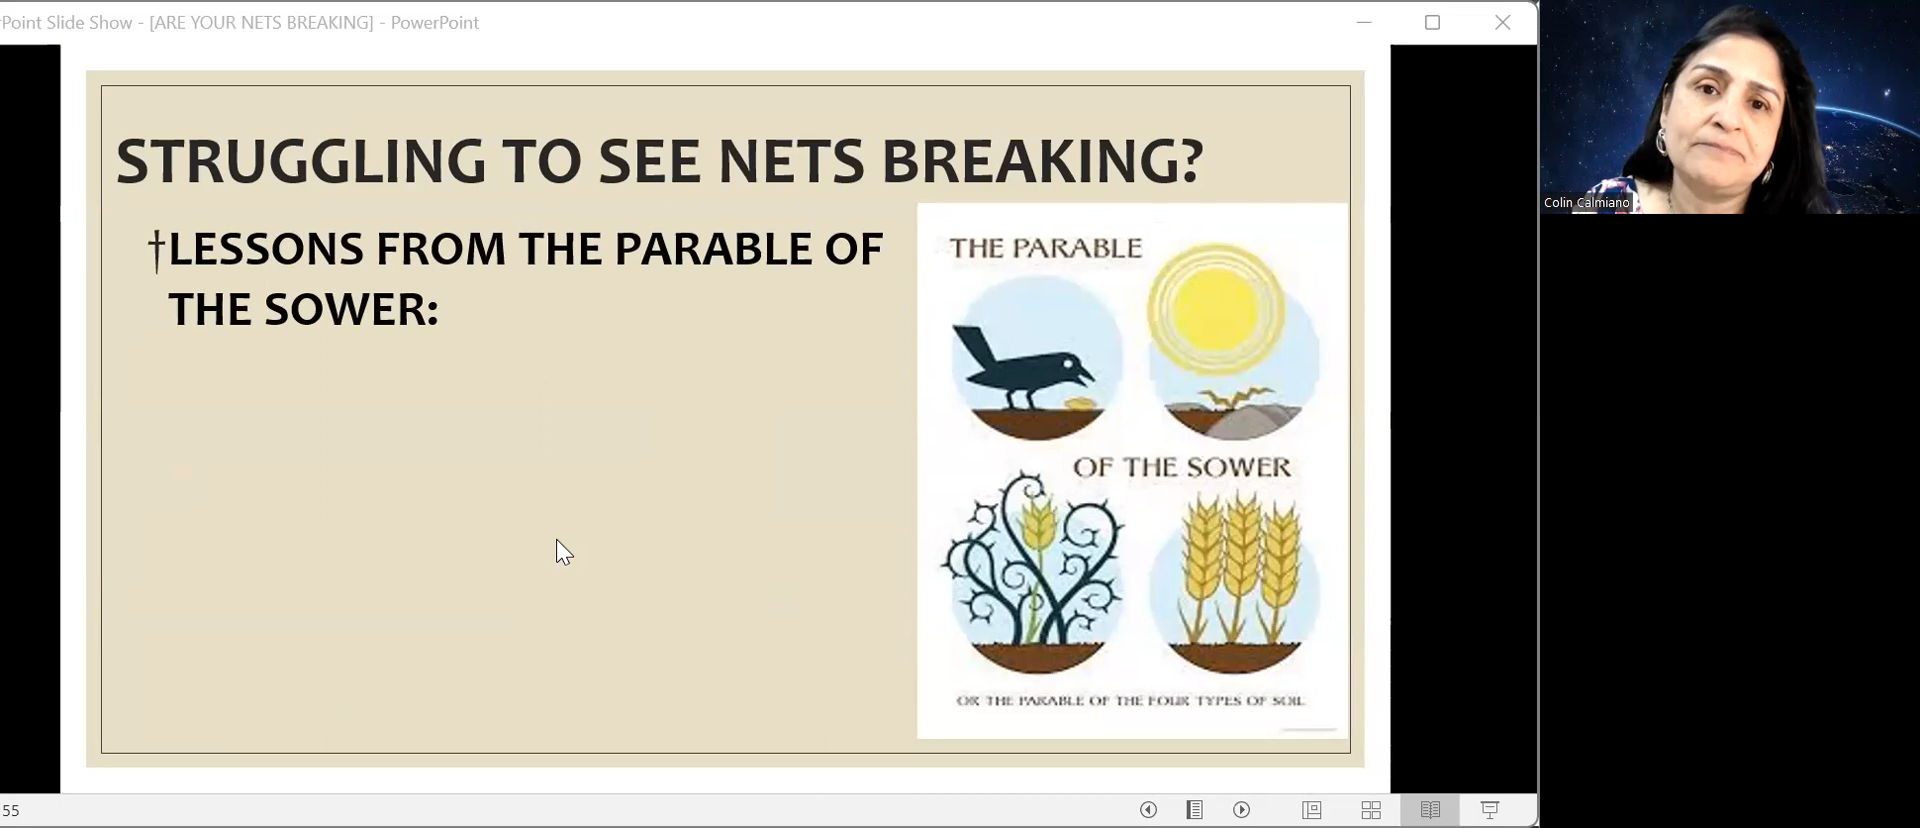 Point Slide Show - [ARE YOUR NETS BREAKING] - PowerPoint
STRUGGLING TO SEE NETS BREAKING?
†LESSONS FROM THE PARABLE OF
THE SOWER:
THE PARABLE
OF THE SOWER
OR THE PARABLE OF THE FOUR TYPES OF SOIL
Colin Calmiano
55